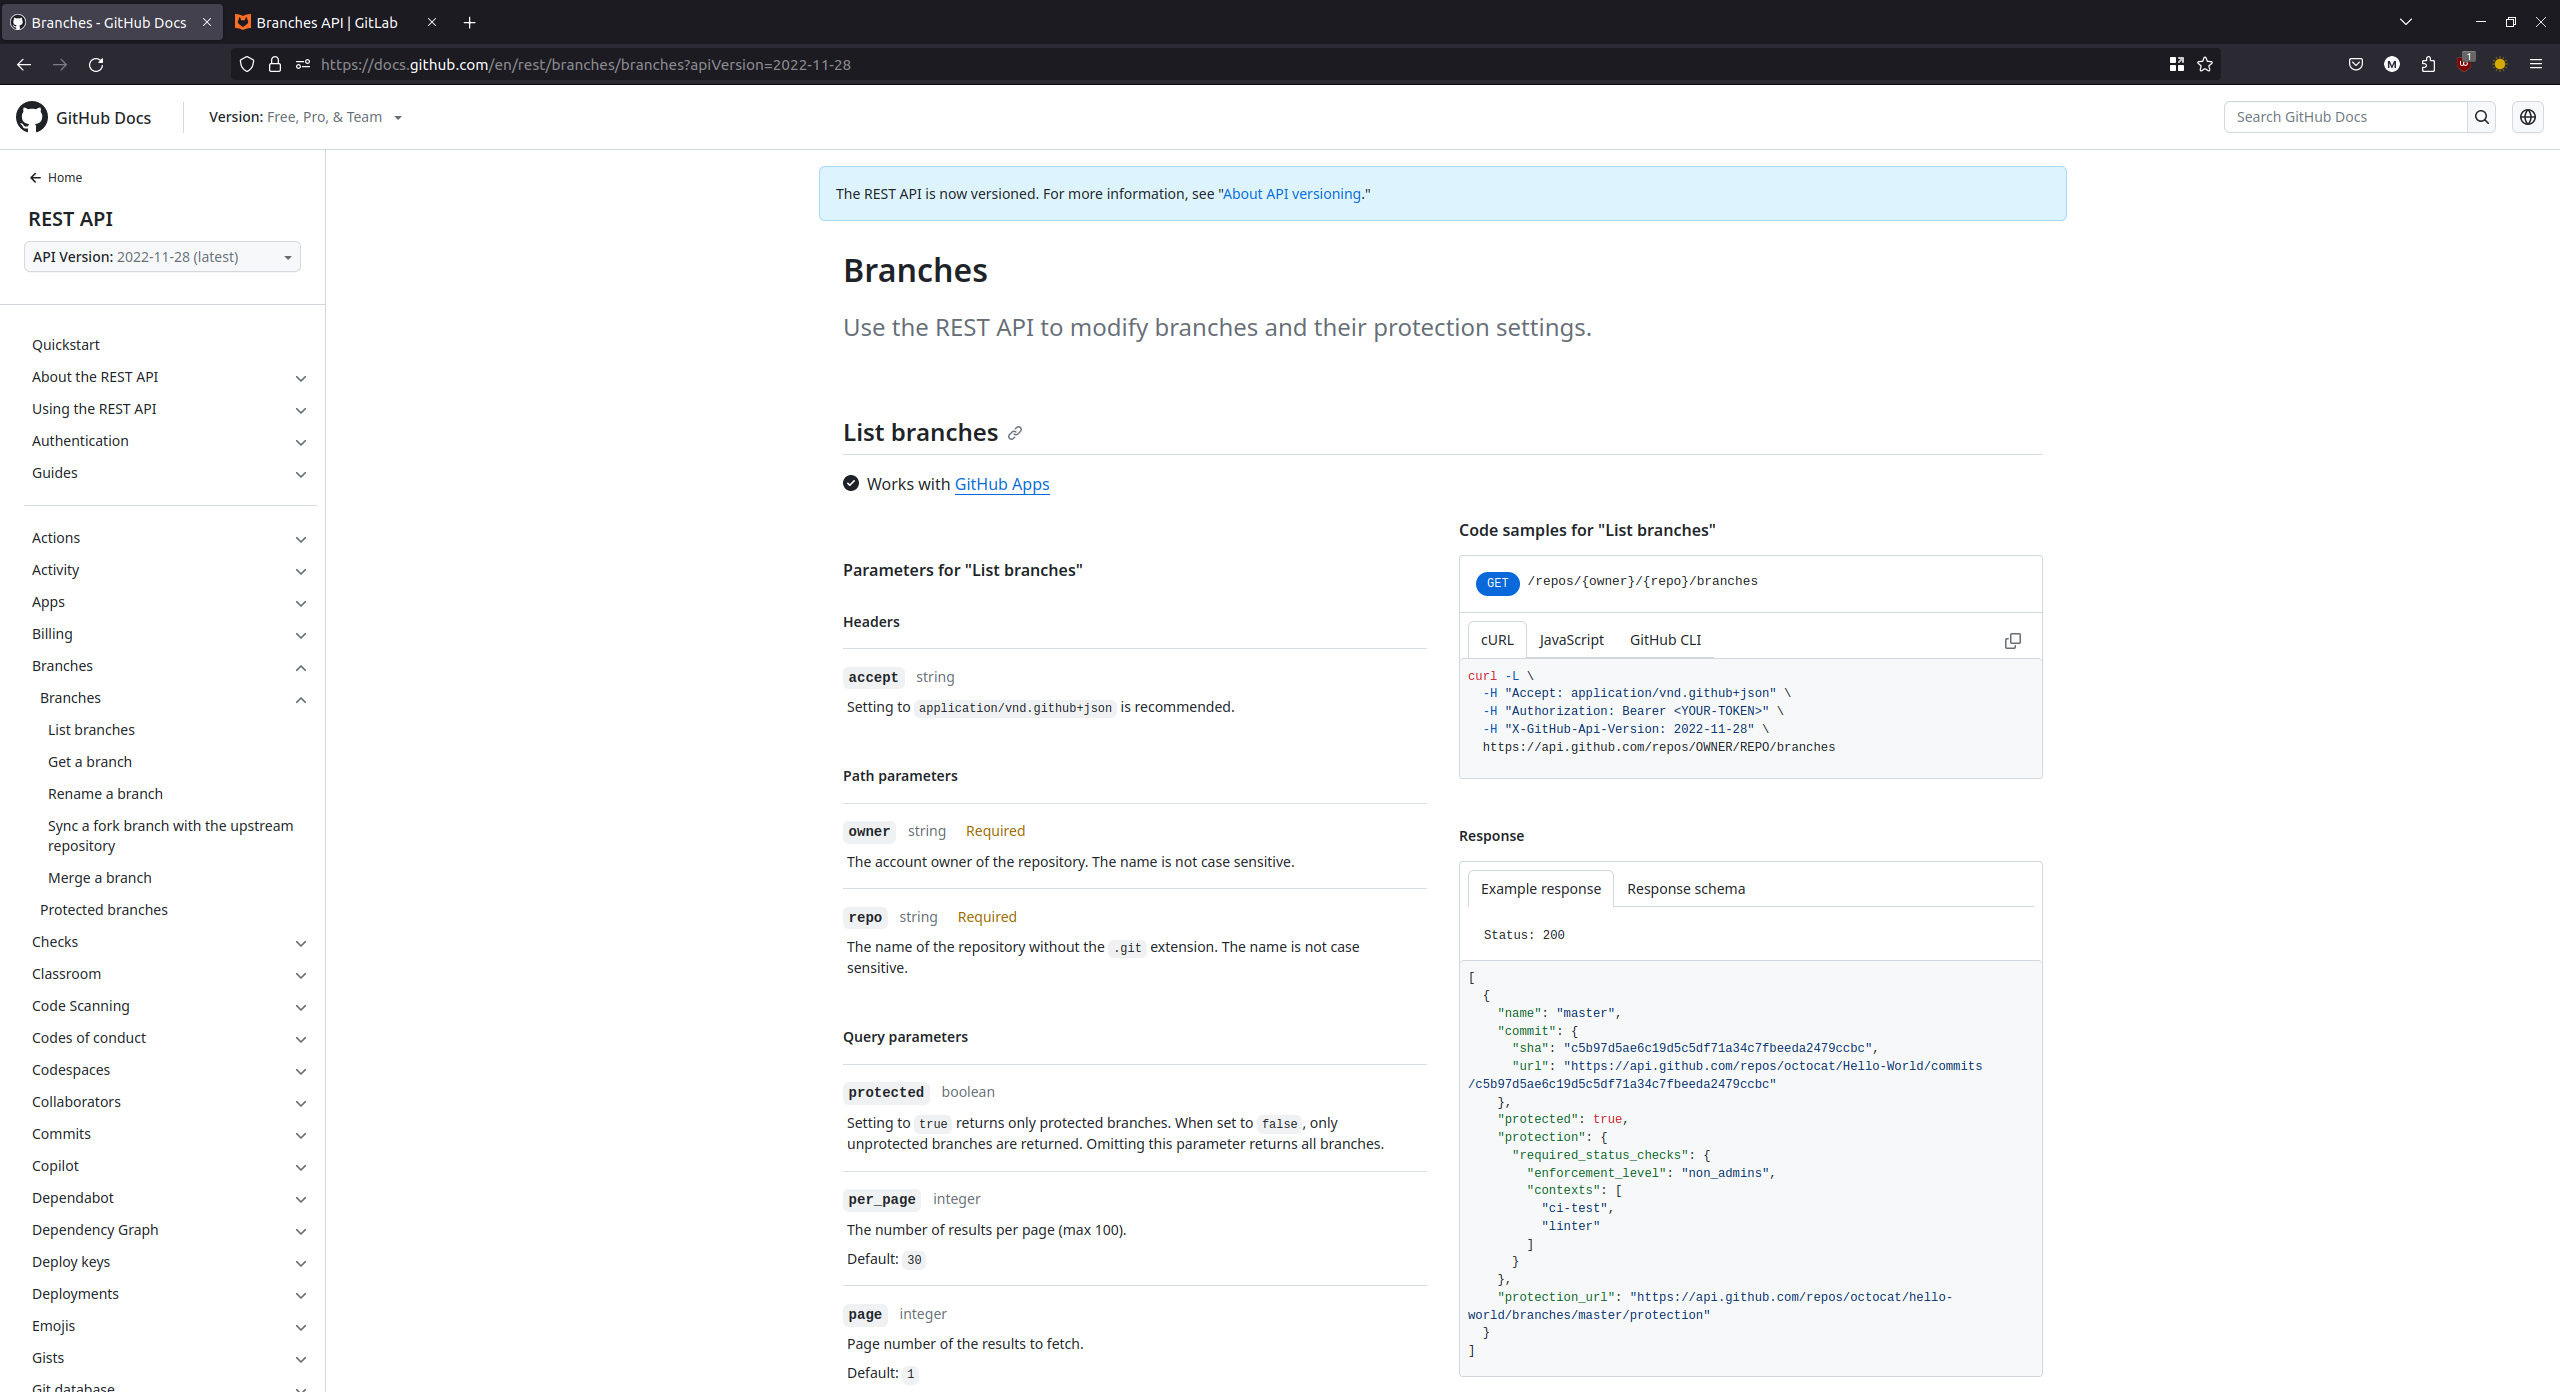 Branches - GitHub Docs
Branches API | GitLab
https://docs.github.com/en/rest/branches/branches?apiVersion=2022-11-28
1
GitHub Docs
Version: Free, Pro, & Team
Search GitHub Docs
Home
REST API
API Version: 2022-11-28 (latest)
Quickstart
About the REST API
Using the REST API
Authentication
Guides
Actions
Activity
Apps
Billing
Branches
Branches
List branches
Get a branch
Rename a branch
Sync a fork branch with the upstream
repository
Merge a branch
Protected branches
Checks
Classroom
Code Scanning
Codes of conduct
Codespaces
Collaborators
Commits
Copilot
Dependabot
Dependency Graph
Deploy keys
Deployments
Emojis
Gists
Git database
The REST API is now versioned. For more information, see "About API versioning."
Branches
Use the REST API to modify branches and their protection settings.
List branches
Works with GitHub Apps
Parameters for "List branches"
Headers
accept string
Setting to application/vnd.github+json is recommended.
Path parameters
owner string Required
The account owner of the repository. The name is not case sensitive.
repo string Required
The name of the repository without the .git extension. The name is not case
sensitive.
Query parameters
protected boolean
Setting to true returns only protected branches. When set to false, only
unprotected branches are returned. Omitting this parameter returns all branches.
per_page integer
The number of results per page (max 100).
Default: 30
page integer
Page number of the results to fetch.
Default: 1
Code samples for "List branches"
GET /repos/{owner}/{repo}/branches
cURL JavaScript GitHub CLI
curl -L \
-H "Accept: application/vnd.github+json" \
-H "Authorization: Bearer <YOUR-TOKEN>" \
-H "X-GitHub-Api-Version: 2022-11-28" \
https://api.github.com/repos/OWNER/REPO/branches
Response
Example response Response schema
Status: 200
[
{
"name": "master",
"commit": {
"sha": "c5b97d5ae6c19d5c5df71a34c7fbeeda2479ccbc",
"url": "https://api.github.com/repos/octocat/Hello-World/commits
/c5b97d5ae6c19d5c5df71a34c7fbeeda2479ccbc"
},
"protected": true,
"protection": {
"required_status_checks": {
"enforcement_level": "non_admins",
"contexts": [
"ci-test",
"linter"
]
}
},
"protection_url": "https://api.github.com/repos/octocat/hello-
world/branches/master/protection"
}
]